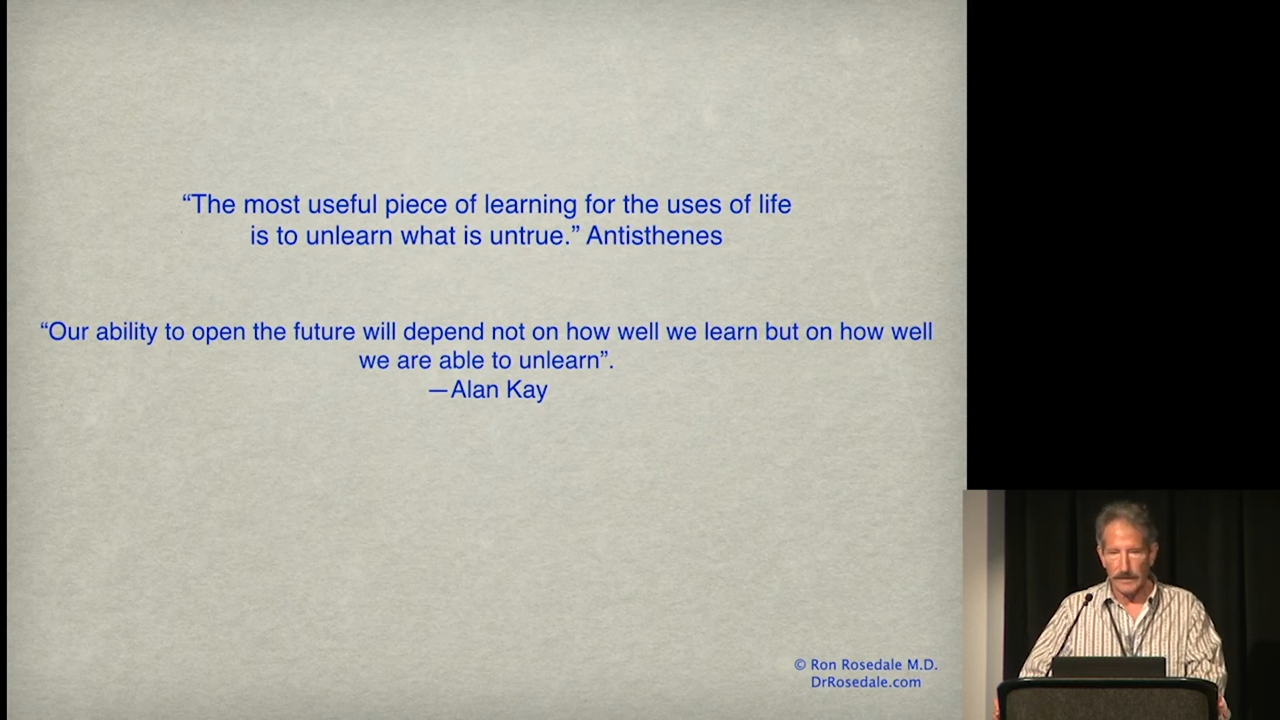 “The most useful piece of learning for the uses of life
is to unlearn what is untrue.” Antisthenes
“Our ability to open the future will depend not on how well we learn but on how well
we are able to unlearn”.
—Alan Kay
© Ron Rosedale M.D.
DrRosedale.com